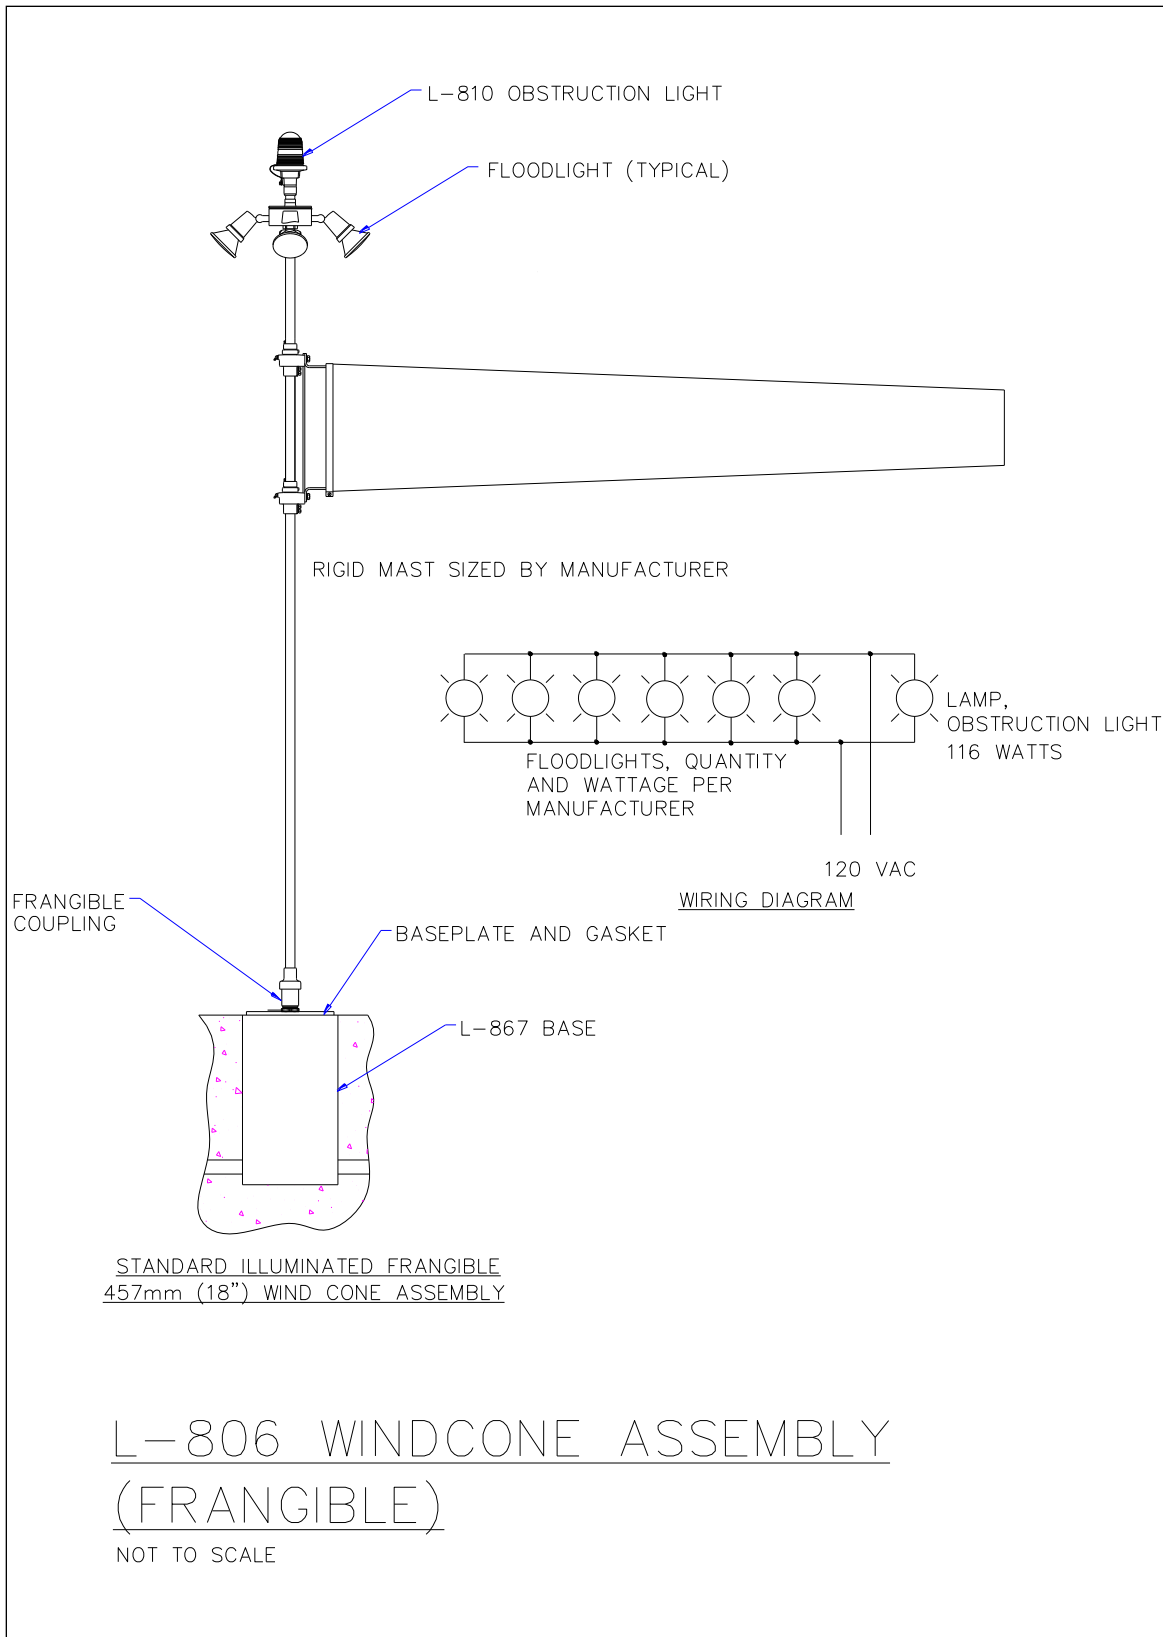 L-810 OBSTRUCTION LIGHT
FLOODLIGHT (TYPICAL)
RIGID MAST SIZED BY MANUFACTURER
LAMP,
OBSTRUCTION LIGHT
116 WATTS
FLOODLIGHTS, QUANTITY
AND WATTAGE PER
MANUFACTURER
120 VAC
WIRING DIAGRAM
FRANGIBLE
COUPLING
BASEPLATE AND GASKET
L-867 BASE
STANDARD ILLUMINATED FRANGIBLE
457mm (18") WIND CONE ASSEMBLY
L-806 WINDCONE ASSEMBLY
(FRANGIBLE)
NOT TO SCALE